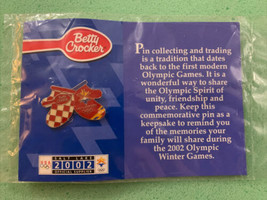 Betty
Crocker
Pin collecting and trading
is a tradition that dates
back to the first modern
Olympic Games. It is a
wonderful way to share
the Olympic Spirit of
unity, friendship and
peace. Keep this
commemorative pin as a
keepsake to remind you
of the memories your
family will share during
the 2002 Olympic
Winter Games.
SALT LAKE
2002
OFFICIAL SUPPLIER